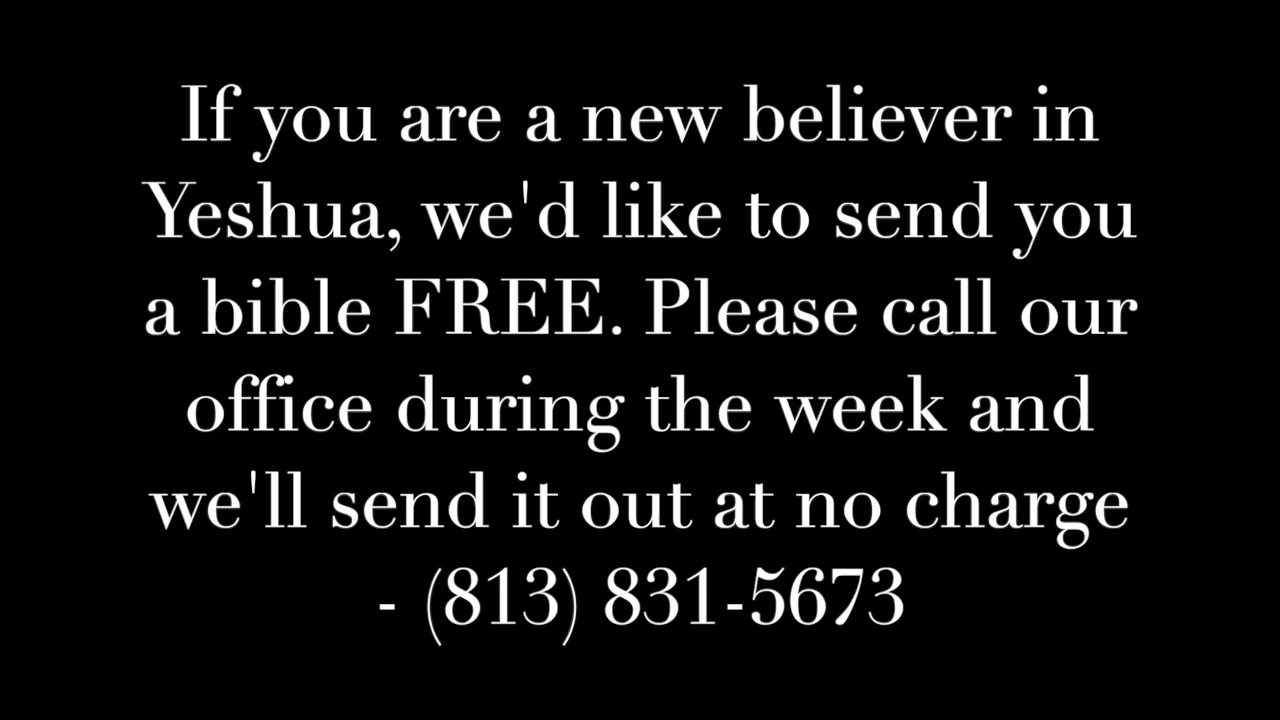 If you are a new believer in
Yeshua, we'd like to send you
a bible FREE. Please call our
office during the week and
we'll send it out at no charge
- (813) 831-5673